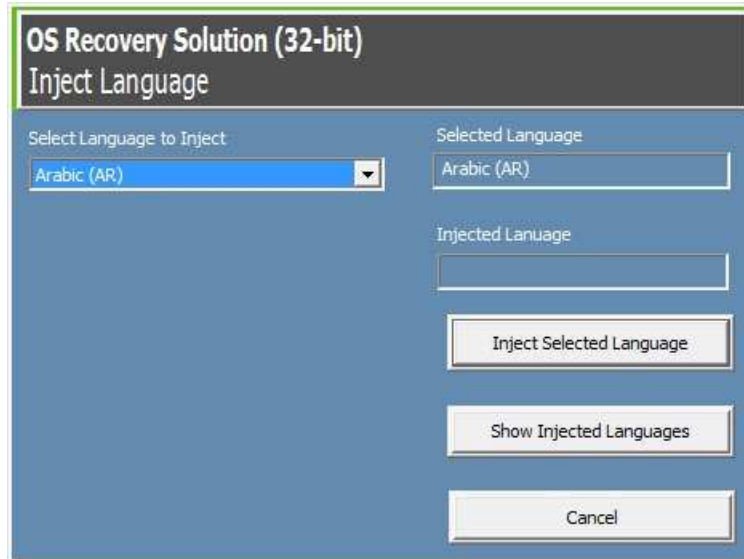 OS Recovery Solution (32-bit)
Inject Language
Select Language to Inject
Arabic (AR)
Selected Language
Arabic (AR)
Injected Lanuage
Inject Selected Language
Show Injected Languages
Cancel